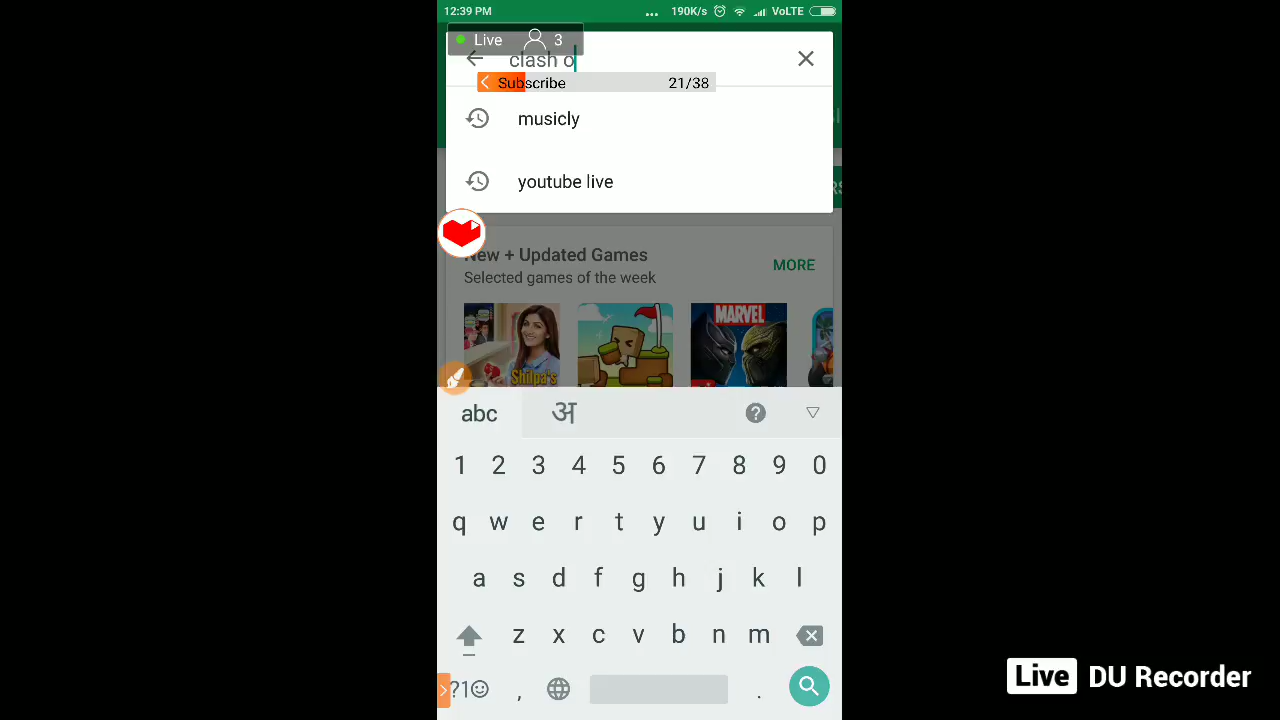 12:39 PM ... 190K/s VoLTE
Live 3
clash o
Subscribe 21/38
musicly
youtube live
New + Updated Games
MORE
Selected games of the week
MARVEL
Shilpa's
abc अ ?
1 2 3 4 5 6 7 8 9 0
q w e r t y u i o p
a s d f g h j k l
z x c v b n m
?1☺ , .
Live DU Recorder